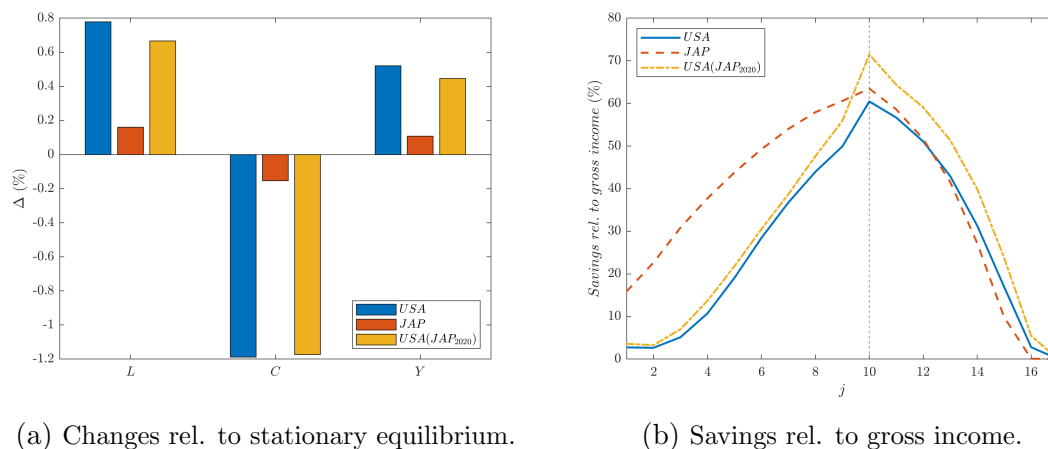 0.8
0.6
0.4
0.2
0
-0.2
-0.4
-0.6
-0.8
-1
-1.2
Δ (%)
L
C
Y
USA
JAP
USA(JAP₂₀₂₀)
(a) Changes rel. to stationary equilibrium.
80
70
60
50
40
30
20
10
0
Savings rel. to gross income (%)
2 4 6 8 10 12 14 16
j
USA
JAP
USA(JAP₂₀₂₀)
(b) Savings rel. to gross income.